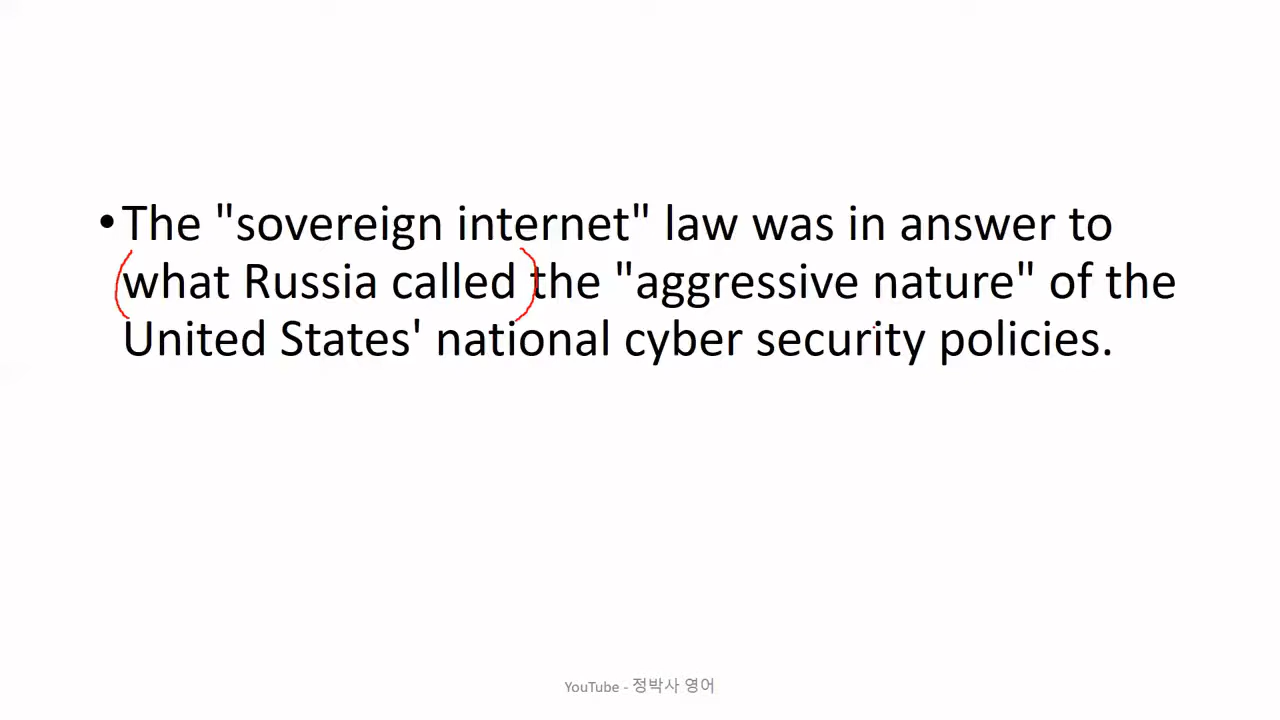 •The "sovereign internet" law was in answer to
what Russia called the "aggressive nature" of the
United States' national cyber security policies.
YouTube - 정박사 영어